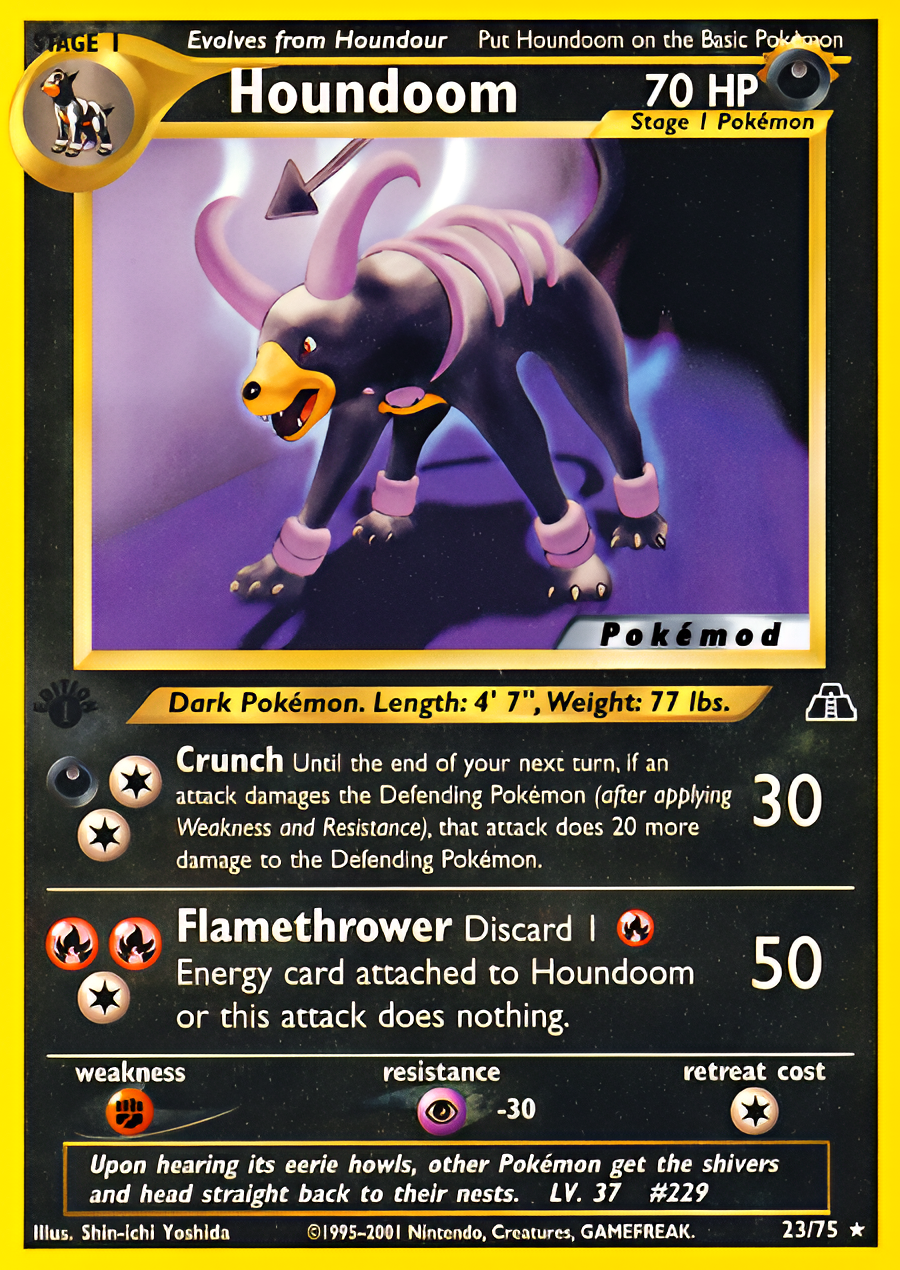 STAGE 1 Evolves from Houndour Put Houndoom on the Basic Pokémon
Houndoom 70 HP
Stage 1 Pokémon
Pokémod
EDITION
1
Dark Pokémon. Length: 4' 7", Weight: 77 lbs.
Crunch Until the end of your next turn, if an
attack damages the Defending Pokémon (after applying
Weakness and Resistance), that attack does 20 more
damage to the Defending Pokémon.
30
Flamethrower Discard 1
Energy card attached to Houndoom
or this attack does nothing.
50
weakness resistance retreat cost
-30
Upon hearing its eerie howls, other Pokémon get the shivers
and head straight back to their nests. LV. 37 #229
Illus. Shin-ichi Yoshida ©1995-2001 Nintendo, Creatures, GAMEFREAK. 23/75 ★